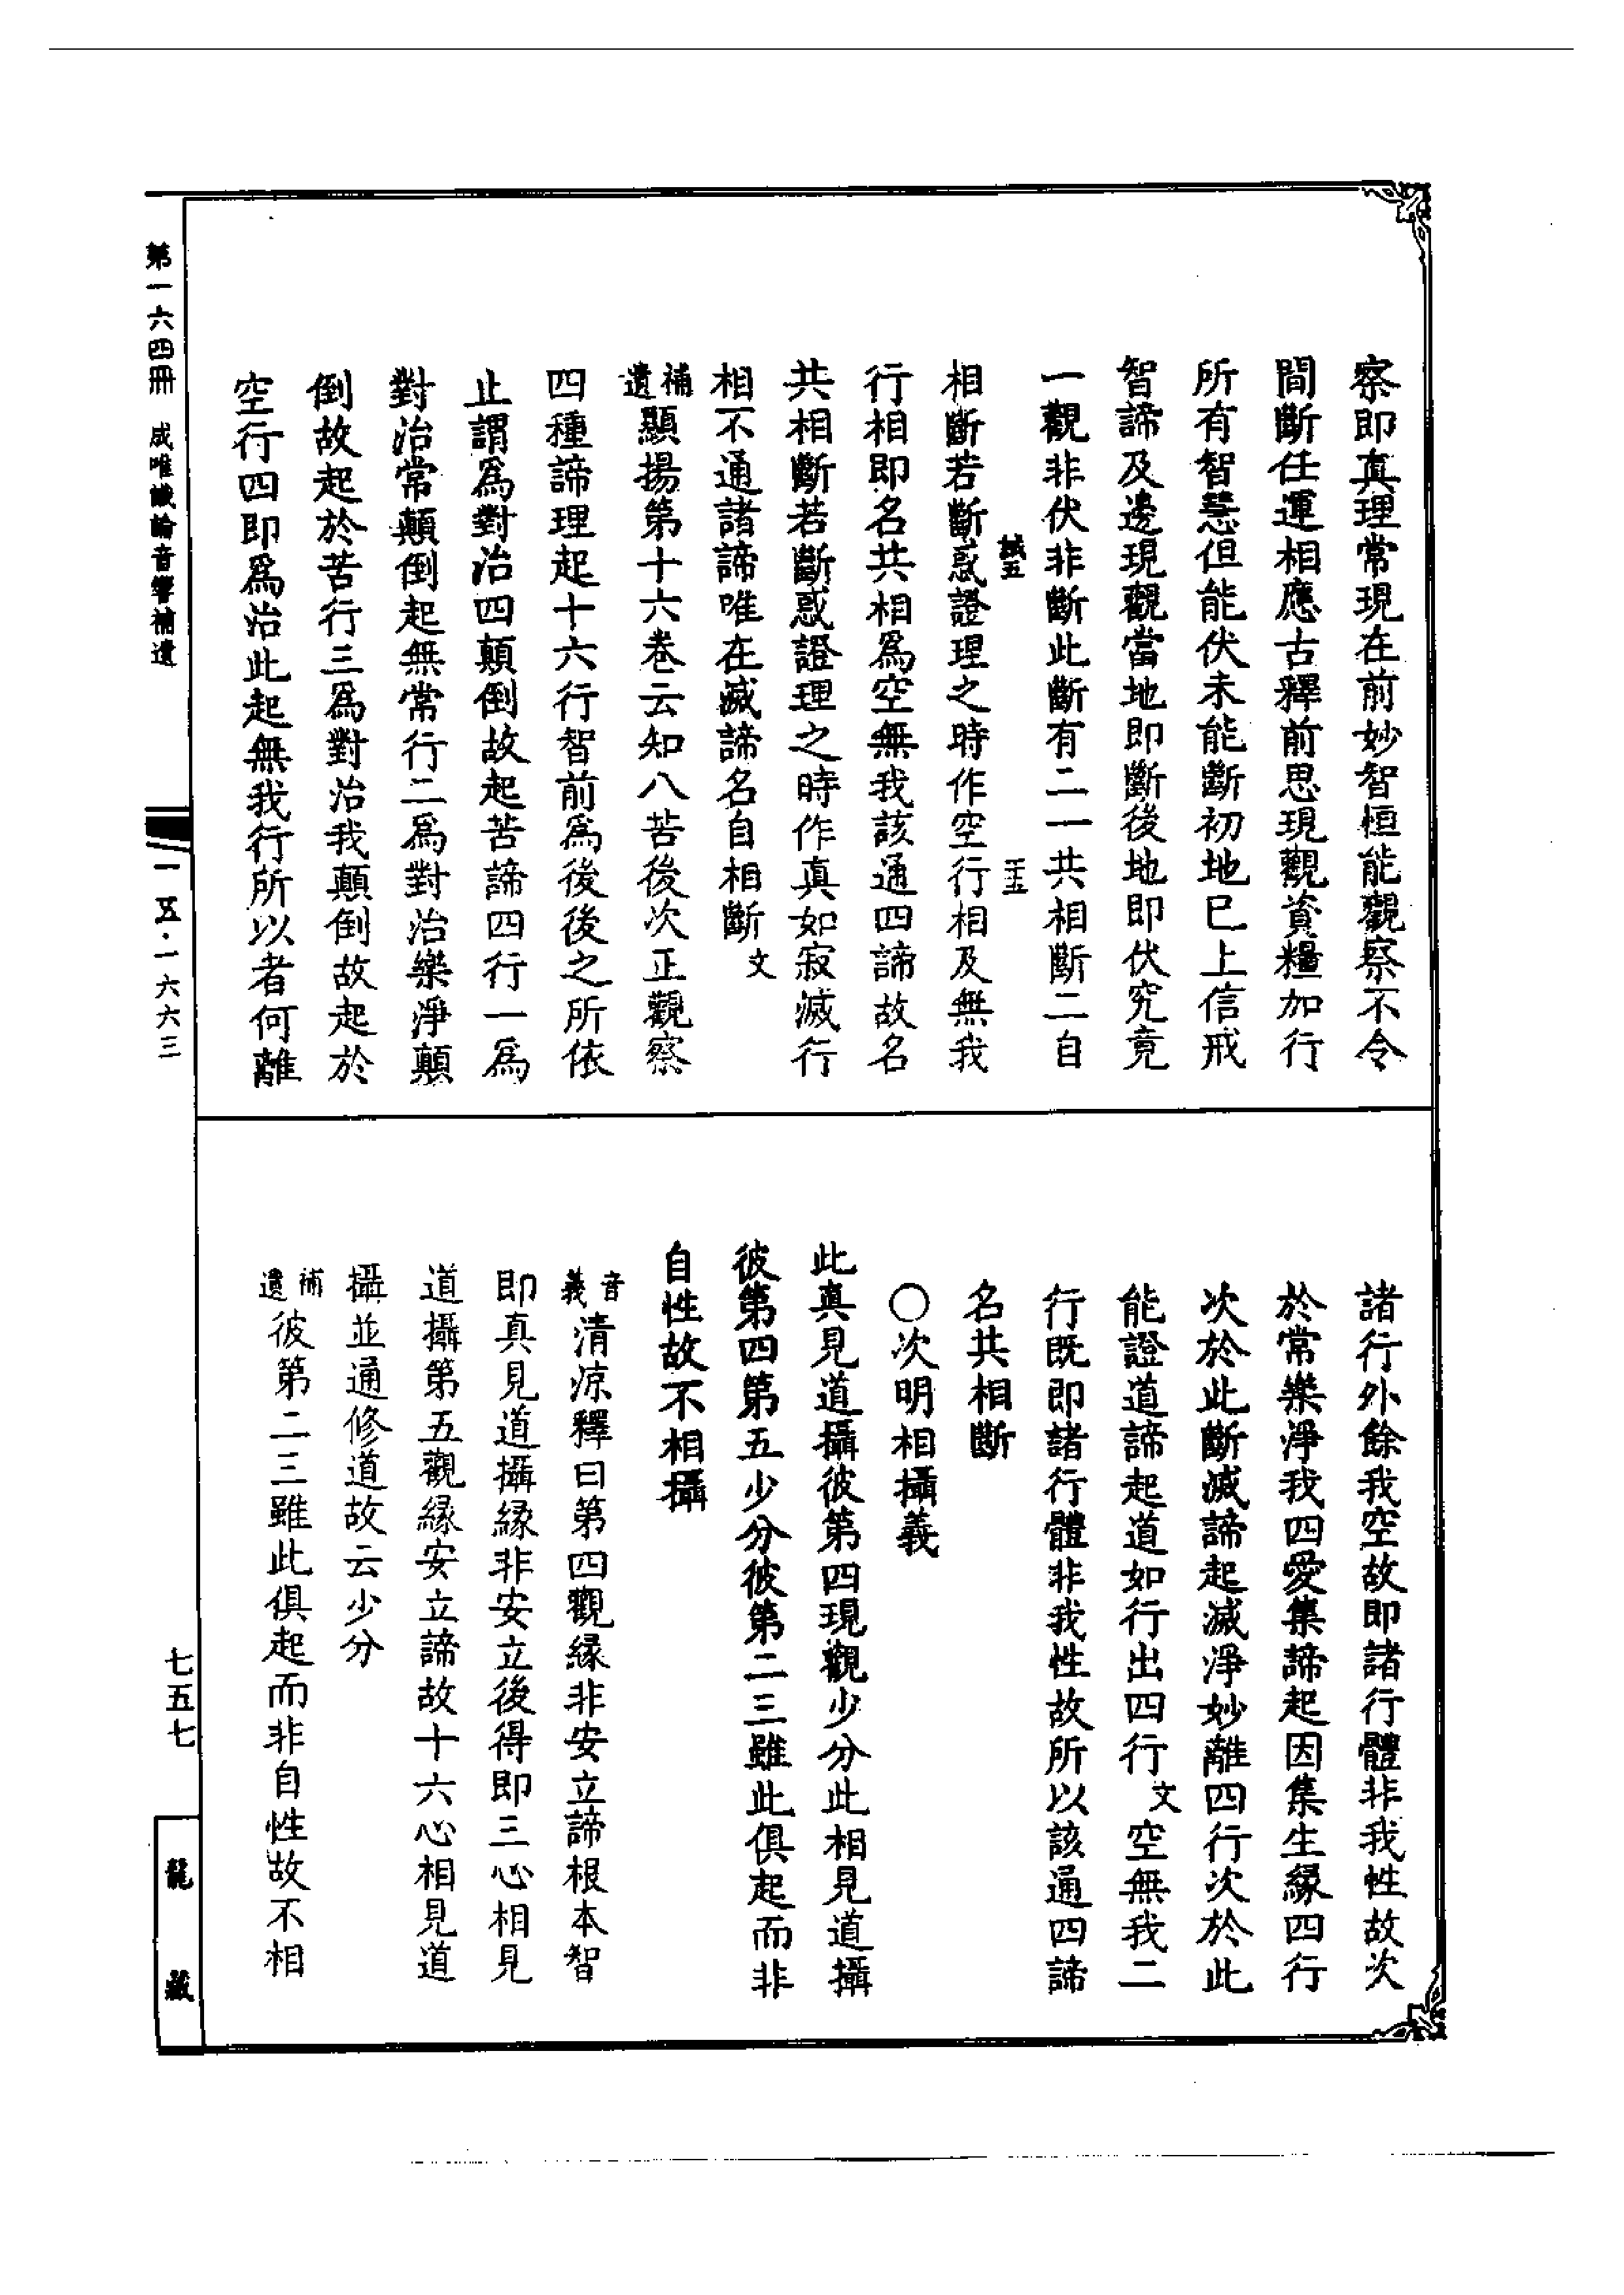 察即真理常現在前妙智恒能觀察不令
間斷任運相應古釋前思現觀資糧加行
所有智慧但能伏未能斷初地巳上信戒
智諦及邊現觀當地即斷後地即伏究竟
一觀非伏非斷此斷有二一共相斷二自
相斷若斷惑證理之時作空行相及無我
行相即名共相爲空無我該通四諦故名
共相斷若斷惑證理之時作真如寂滅行
相不通諸諦唯在滅諦名自相斷文
補遺顯揚第十六卷云知八苦後次正觀察
四種諦理起十六行智前爲後後之所依
止謂爲對治四顛倒故起苦諦四行一爲
對治常顛倒起無常行二爲對治樂淨顛
倒故起於苦行三爲對治我顛倒故起於
空行四即爲治此起無我行所以者何離
諸行外餘我空故即諸行體非我性故次
於常樂淨我四愛集諦起因集生緣四行
次於此斷滅諦起滅淨妙離四行次於此
能證道諦起道如行出四行文空無我二
行既即諸行體非我性故所以該通四諦
名共相斷
〇次明相攝義
此真見道攝彼第四現觀少分此相見道攝
彼第四第五少分彼第二三雖此俱起而非
自性故不相攝
音義清涼釋曰第四觀緣非安立諦根本智
即真見道攝緣非安立後得即三心相見
道攝第五觀緣安立諦故十六心相見道
攝並通修道故云少分
補遺彼第二三雖此俱起而非自性故不相
第一六四冊 成唯識論音響補遺
一五·一六六三
七五七
龍藏